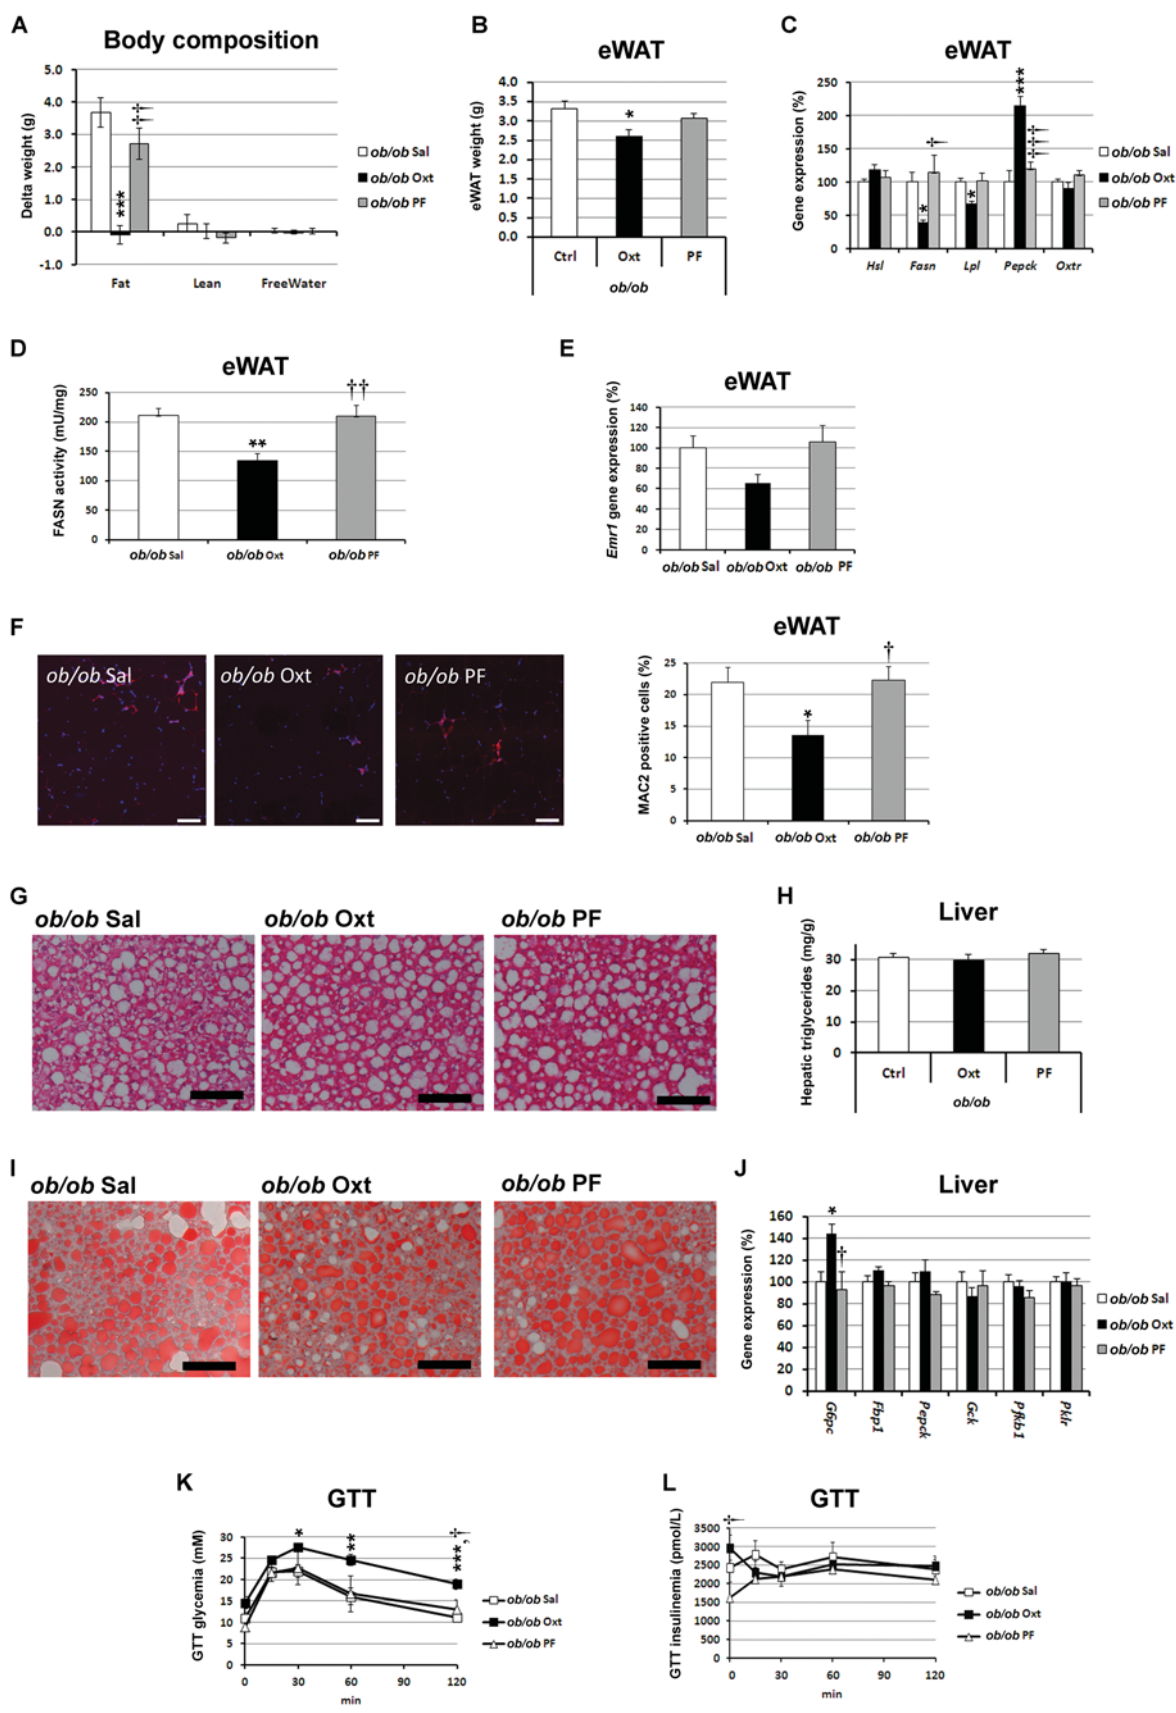 A
Body composition
5.0
4.0
3.0
2.0
1.0
0.0
-1.0
Delta weight (g)
‡
***
Fat
Lean
FreeWater
ob/ob Sal
ob/ob Oxt
ob/ob PF
B
eWAT
4.0
3.5
3.0
2.5
2.0
1.5
1.0
0.5
0.0
eWAT weight (g)
*
Ctrl
Oxt
PF
ob/ob
C
eWAT
250
200
150
100
50
0
Gene expression (%)
***
†
†††
*
*
Hsl
Fasn
Lpl
Pepck
Oxtr
ob/ob Sal
ob/ob Oxt
ob/ob PF
D
eWAT
250
200
150
100
50
0
FASN activity (mU/mg)
**
††
ob/ob Sal
ob/ob Oxt
ob/ob PF
E
eWAT
140
120
100
80
60
40
20
0
Emr1 gene expression (%)
ob/ob Sal
ob/ob Oxt
ob/ob PF
F
ob/ob Sal
ob/ob Oxt
ob/ob PF
eWAT
25
20
15
10
5
0
MAC2 positive cells (%)
*
†
ob/ob Sal
ob/ob Oxt
ob/ob PF
G
ob/ob Sal
ob/ob Oxt
ob/ob PF
H
Liver
30
20
10
0
Hepatic triglycerides (mg/g)
Ctrl
Oxt
PF
ob/ob
I
ob/ob Sal
ob/ob Oxt
ob/ob PF
J
Liver
160
140
120
100
80
60
40
20
0
Gene expression (%)
*
†
G6pc
Fbp1
Pepck
Gck
Pfkb1
Pklr
ob/ob Sal
ob/ob Oxt
ob/ob PF
K
GTT
30
25
20
15
10
5
0
GTT glycemia (mM)
*
**
***,†
0
30
60
90
120
min
ob/ob Sal
ob/ob Oxt
ob/ob PF
L
GTT
3500
3000
2500
2000
1500
1000
500
0
GTT insulinemia (pmol/L)
†
0
30
60
90
120
min
ob/ob Sal
ob/ob Oxt
ob/ob PF